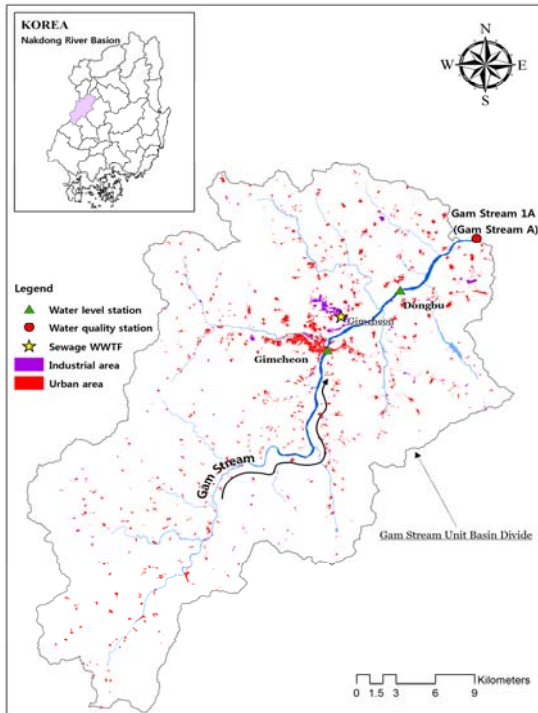 KOREA
Nakdong River Basion
N
W E
S
Gam Stream 1A
(Gam Stream A)
Legend
Water level station
Water quality station
Sewage WWTF
Industrial area
Urban area
Dongbu
Gimcheon
Gimcheon
Gam Stream
Gam Stream Unit Basin Divide
Kilometers
0 1.5 3 6 9